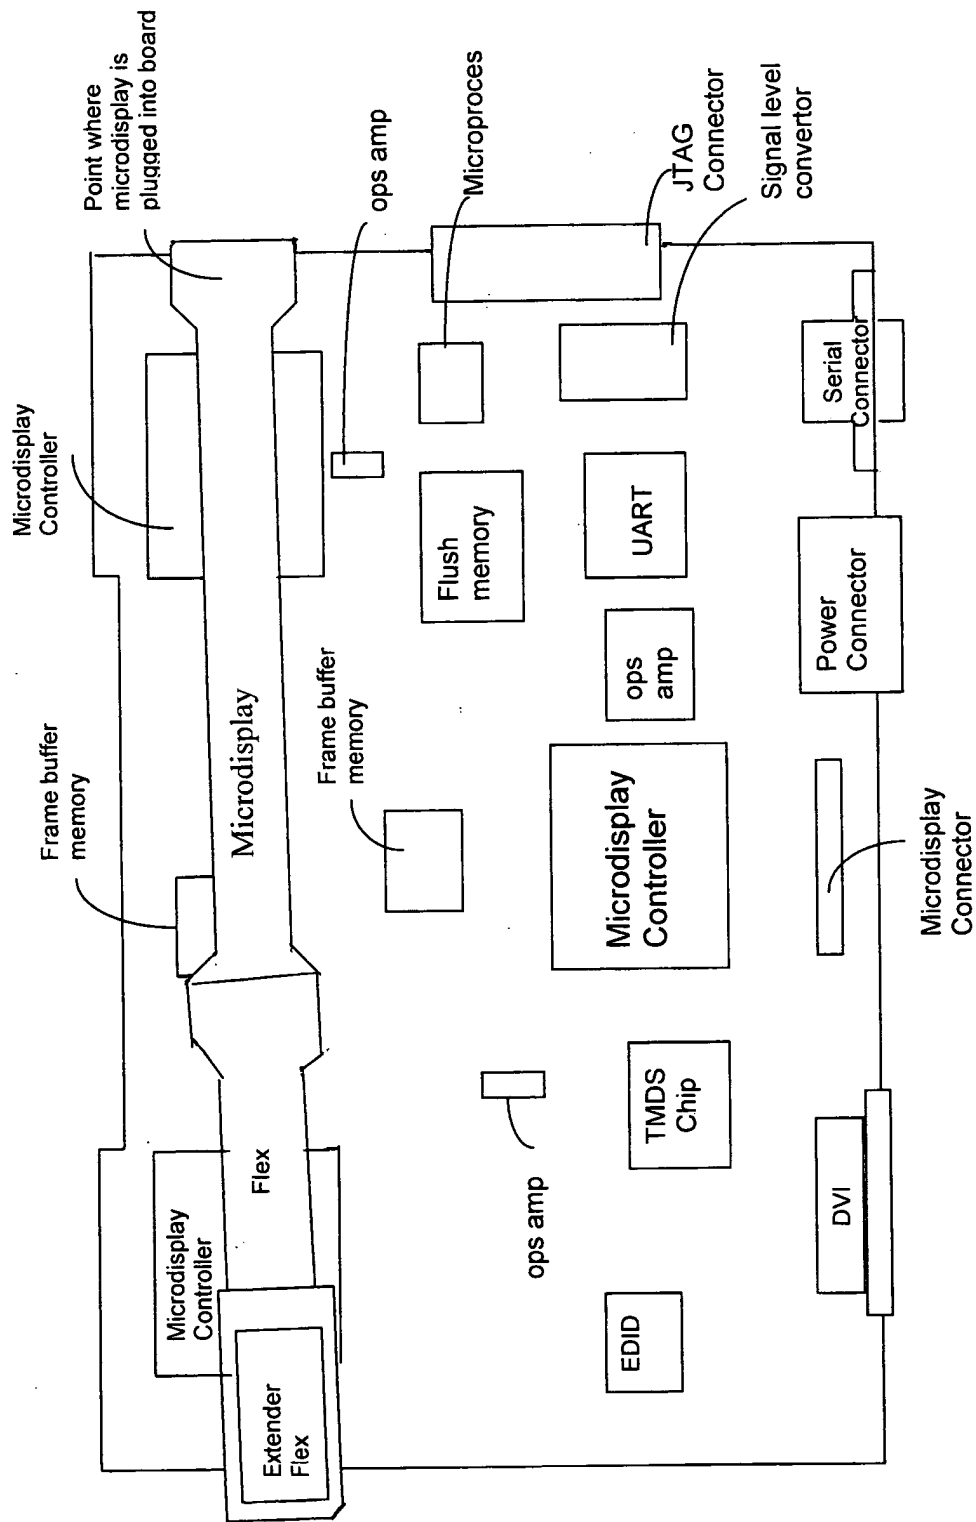 Point where
microdisplay is
plugged into board
Microdisplay
Controller
Frame buffer
memory
ops amp
Microproces
JTAG
Connector
Signal level
convertor
Microdisplay
Frame buffer
memory
Flush
memory
UART
ops
amp
Microdisplay
Controller
Flex
Microdisplay
Controller
Extender
Flex
ops amp
TMDS
Chip
EDID
DVI
Microdisplay
Connector
Power
Connector
Serial
Connector